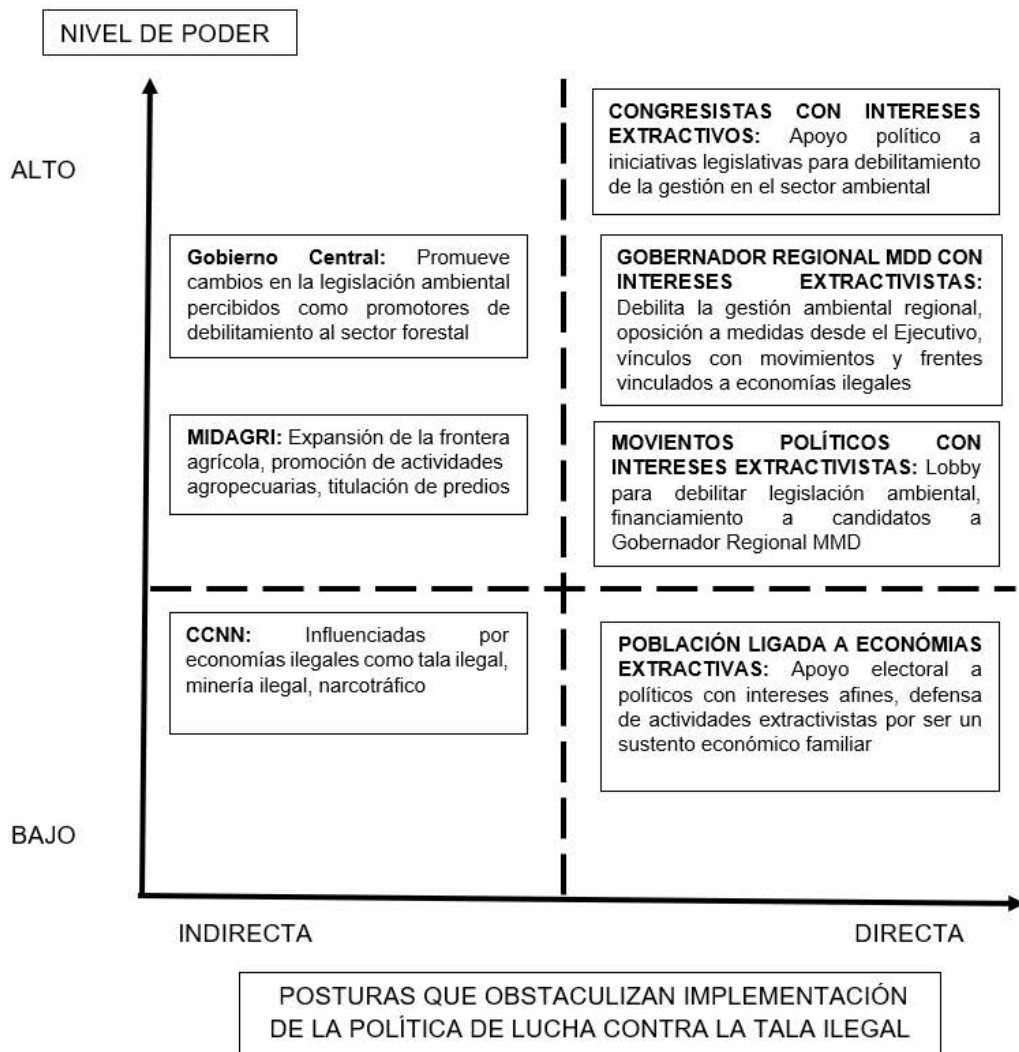 NIVEL DE PODER
ALTO
CONGRESISTAS CON INTERESES
EXTRACTIVOS: Apoyo político a
iniciativas legislativas para debilitamiento
de la gestión en el sector ambiental
Gobierno Central: Promueve
cambios en la legislación ambiental
percibidos como promotores de
debilitamiento al sector forestal
GOBERNADOR REGIONAL MDD CON
INTERESES EXTRACTIVISTAS:
Debilita la gestión ambiental regional,
oposición a medidas desde el Ejecutivo,
vínculos con movimientos y frentes
vinculados a economías ilegales
MIDAGRI: Expansión de la frontera
agrícola, promoción de actividades
agropecuarias, titulación de predios
MOVIENTOS POLÍTICOS CON
INTERESES EXTRACTIVISTAS: Lobby
para debilitar legislación ambiental,
financiamiento a candidatos a
Gobernador Regional MMD
CCNN: Influenciadas por
economías ilegales como tala ilegal,
minería ilegal, narcotráfico
POBLACIÓN LIGADA A ECONÓMIAS
EXTRACTIVAS: Apoyo electoral a
políticos con intereses afines, defensa
de actividades extractivistas por ser un
sustento económico familiar
BAJO
INDIRECTA
DIRECTA
POSTURAS QUE OBSTACULIZAN IMPLEMENTACIÓN
DE LA POLÍTICA DE LUCHA CONTRA LA TALA ILEGAL